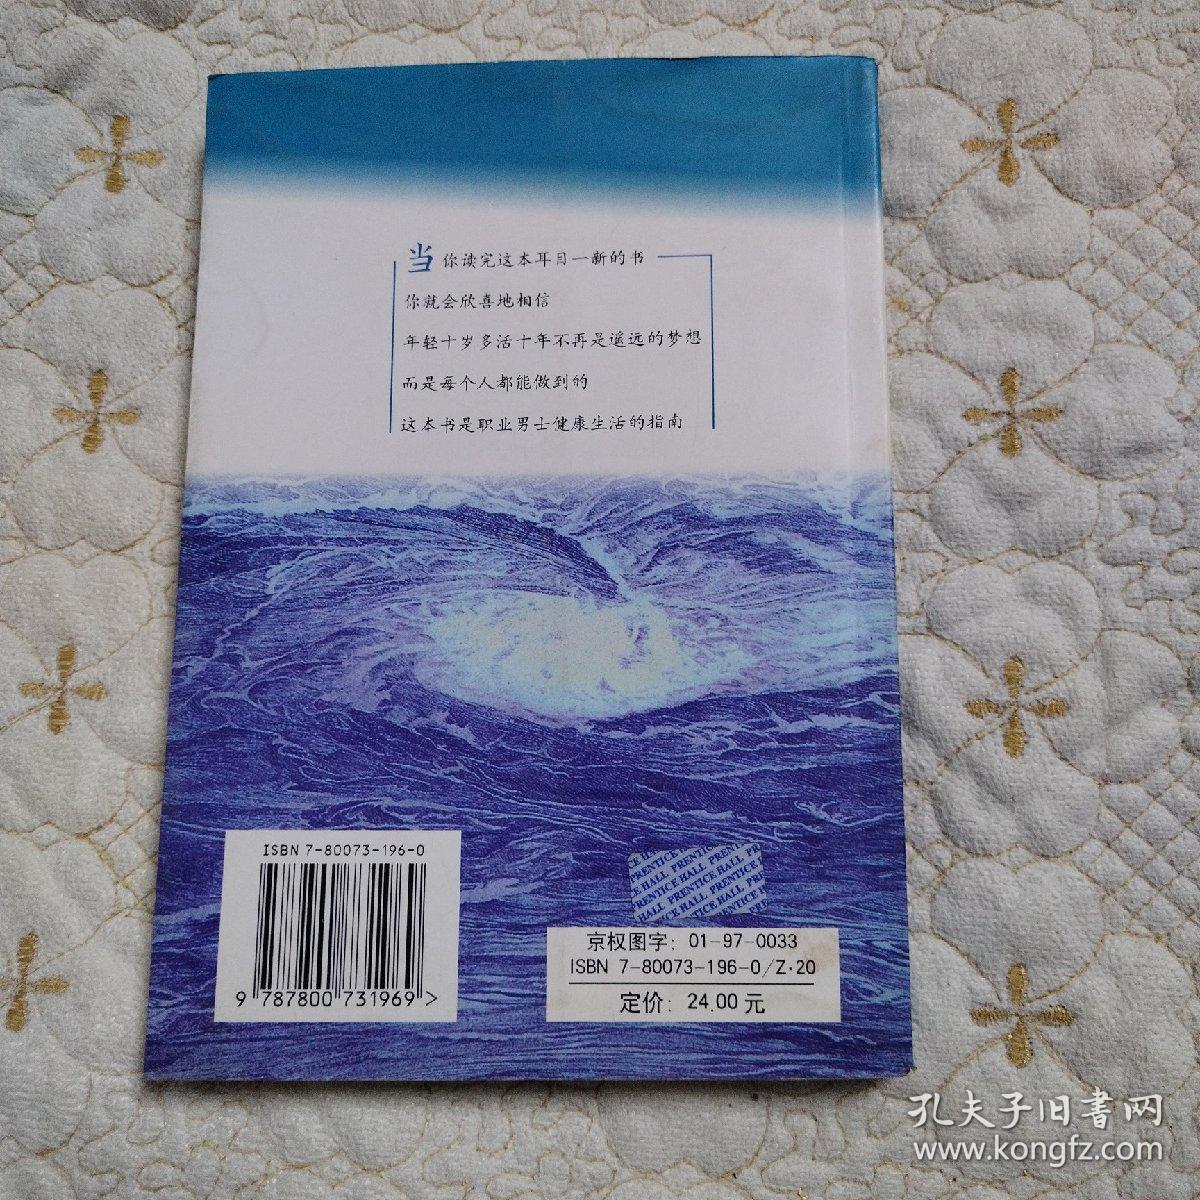 当你读完这本耳目一新的书
你就会欣喜地相信
年轻十岁多活十年不再是遥远的梦想
而是每个人都能做到的
这本书是职业男士健康生活的指南
ISBN 7-80073-196-0
9 787800 731969 >
PRENTICE HALL PRENTICE HALL
京权图字：01-97-0033
ISBN 7-80073-196-0/Z·20
定价：24.00元
孔夫子旧书网
www.kongfz.com